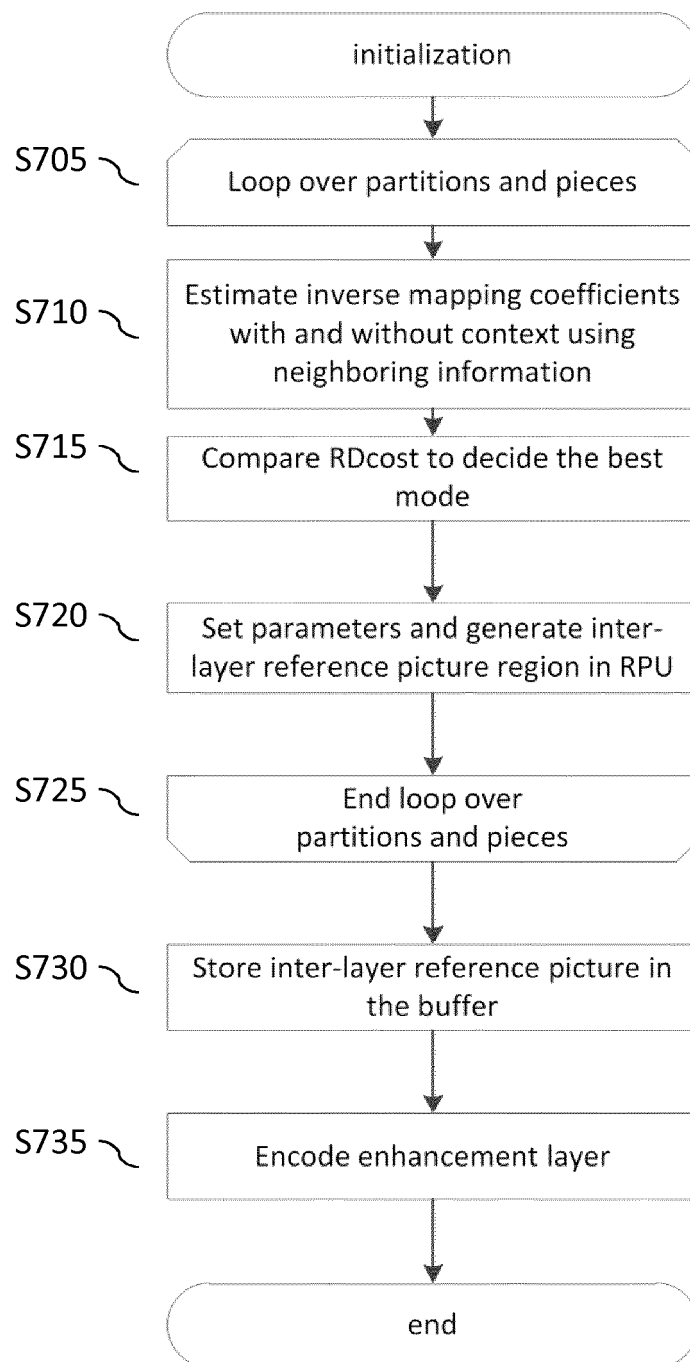 initialization
S705
Loop over partitions and pieces
S710
Estimate inverse mapping coefficients
with and without context using
neighboring information
S715
Compare RDcost to decide the best
mode
S720
Set parameters and generate inter-
layer reference picture region in RPU
S725
End loop over
partitions and pieces
S730
Store inter-layer reference picture in
the buffer
S735
Encode enhancement layer
end